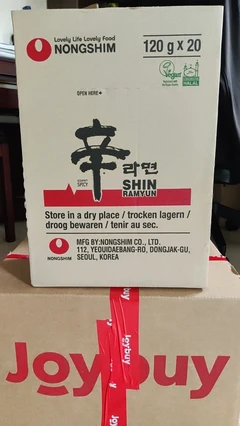 Lovely Life Lovely Food
NONGSHIM
120 g x 20
Vegan
HALAL
OPEN HERE
辛
라면
SPICY
SHIN
RAMYUN
Store in a dry place / trocken lagern /
droog bewaren / tenir au sec.
NONGSHIM
MFG BY:NONGSHIM CO., LTD.
112, YEOUIDAEBANG-RO, DONGJAK-GU,
SEOUL, KOREA
Joybuy
Joybuy
Joybuy